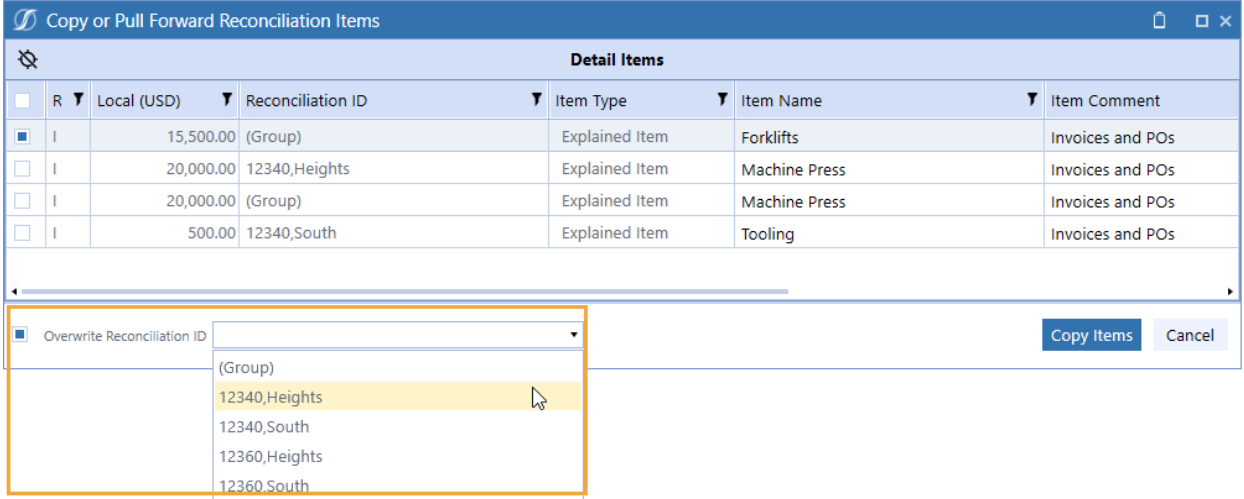 Copy or Pull Forward Reconciliation Items
Detail Items
R Local (USD) Reconciliation ID Item Type Item Name Item Comment
I 15,500.00 (Group) Explained Item Forklifts Invoices and POs
I 20,000.00 12340,Heights Explained Item Machine Press Invoices and POs
I 20,000.00 (Group) Explained Item Machine Press Invoices and POs
I 500.00 12340,South Explained Item Tooling Invoices and POs
Overwrite Reconciliation ID Copy Items Cancel
(Group)
12340,Heights
12340,South
12360,Heights
12360,South